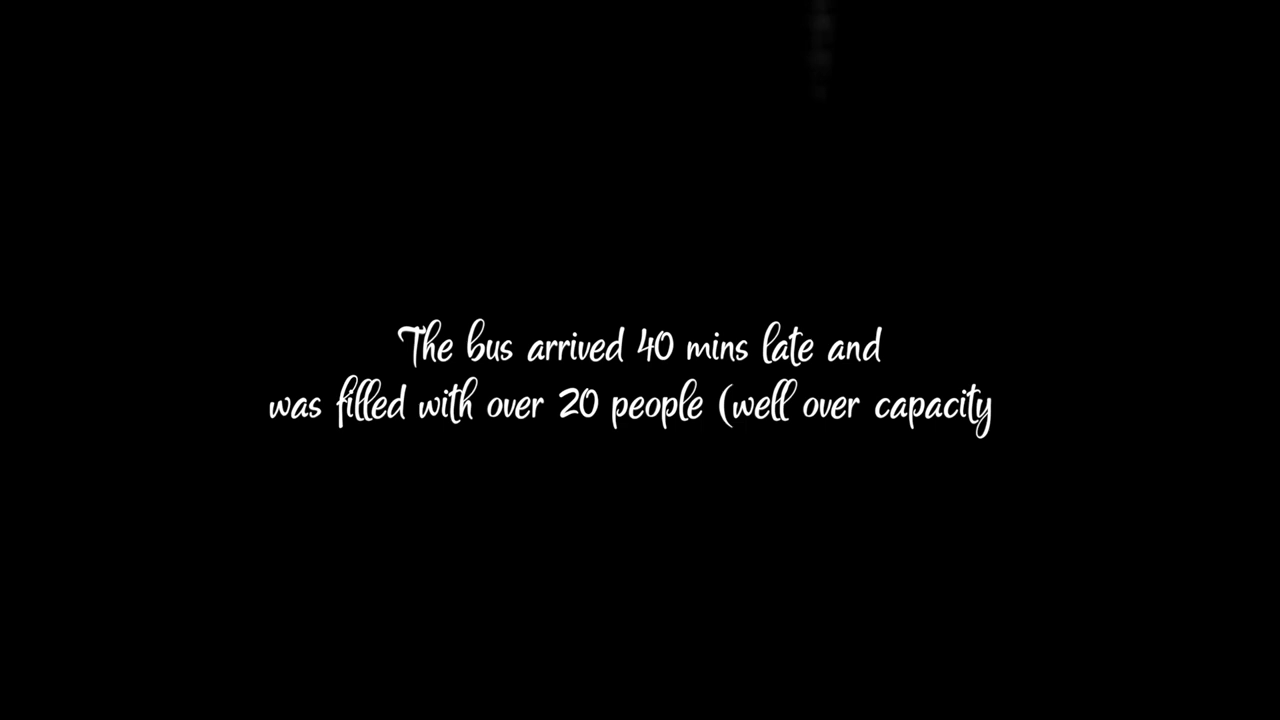 The bus arrived 40 mins late and
was filled with over 20 people (well over capacity